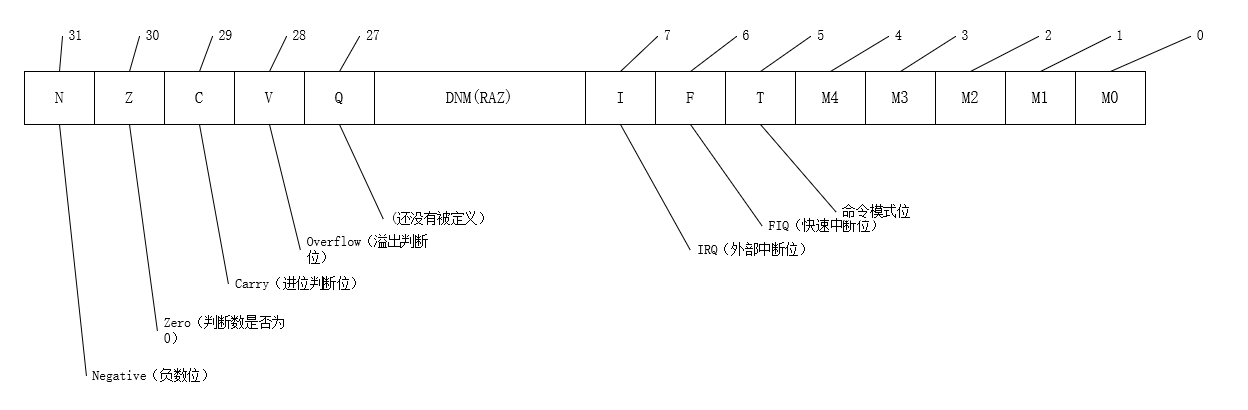 31 30 29 28 27 7 6 5 4 3 2 1 0
N Z C V Q DNM(RAZ) I F T M4 M3 M2 M1 M0
命令模式位
(还没有被定义)
FIQ(快速中断位)
Overflow(溢出判断
位)
IRQ(外部中断位)
Carry(进位判断位)
Zero(判断数是否为
0)
Negative(负数位)